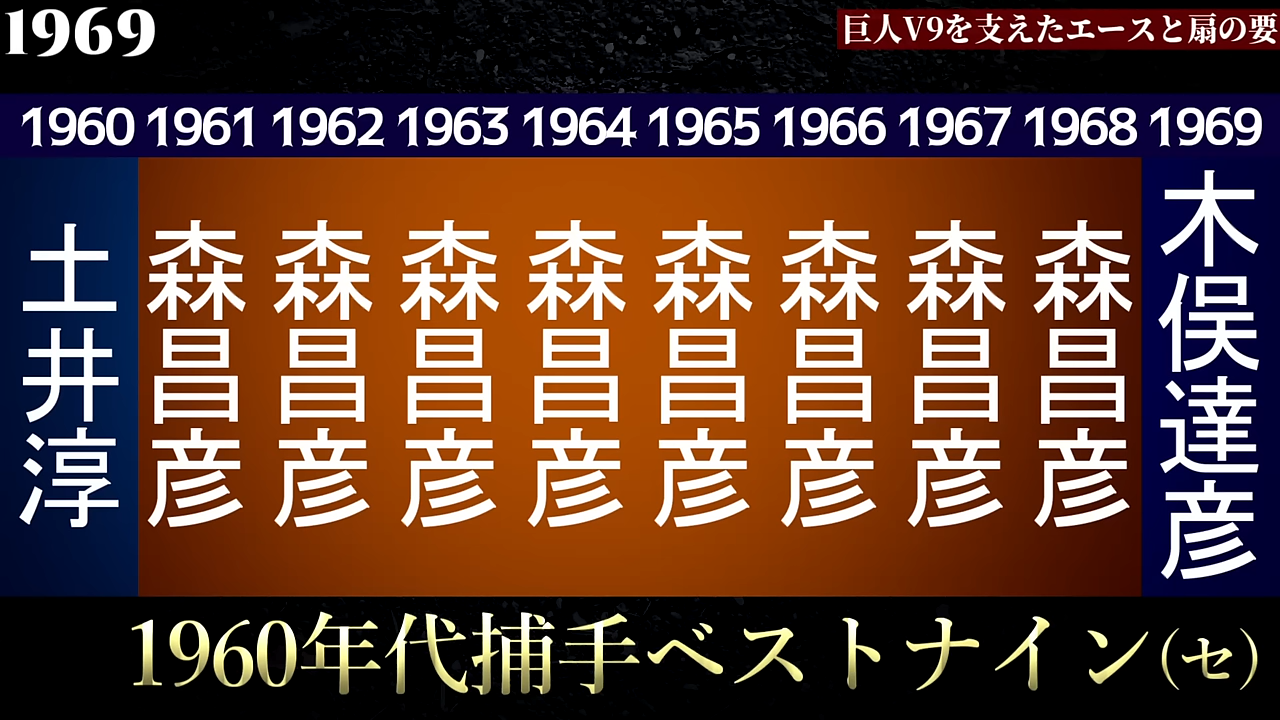 1969
巨人V9を支えたエースと扇の要
1960 1961 1962 1963 1964 1965 1966 1967 1968 1969
土井淳
森昌彦
森昌彦
森昌彦
森昌彦
森昌彦
森昌彦
森昌彦
森昌彦
木俣達彦
1960年代捕手ベストナイン(セ)